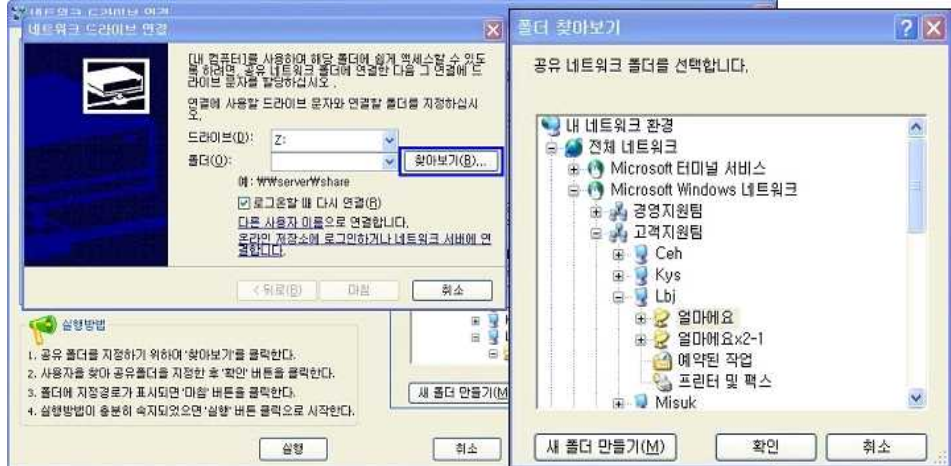 네트워크 드라이브 연결
네트워크 드라이브 연결
[내 컴퓨터]를 사용하여 해당 폴더에 쉽게 액세스할 수 있도
록 하려면, 공유 네트워크 폴더에 연결한 다음 그 연결에 드
라이브 문자를 할당하십시오 .
연결에 사용할 드라이브 문자와 연결할 폴더를 지정하십시
오.
드라이브(D): Z:
폴더(O): 찾아보기(B)...
예: ₩₩server₩share
로그온할 때 다시 연결(R)
다른 사용자 이름으로 연결합니다.
온라인 저장소에 로그인하거나 네트워크 서버에 연
결합니다.
< 뒤로(B) 마침 취소
실행방법
1. 공유 폴더를 지정하기 위하여 '찾아보기'를 클릭한다.
2. 사용자를 찾아 공유폴더를 지정한 후 '확인' 버튼을 클릭한다.
3. 폴더에 지정경로가 표시되면 '마침' 버튼을 클릭한다.
4. 실행방법이 충분히 숙지되었으면 '실행' 버튼 클릭으로 시작한다.
새 폴더 만들기(M
실행 취소
폴더 찾아보기
공유 네트워크 폴더를 선택합니다.
내 네트워크 환경
전체 네트워크
Microsoft 터미널 서비스
Microsoft Windows 네트워크
경영지원팀
고객지원팀
Ceh
Kys
Lbj
얼마에요
얼마에요x2-1
예약된 작업
프린터 및 팩스
Misuk
새 폴더 만들기(M) 확인 취소